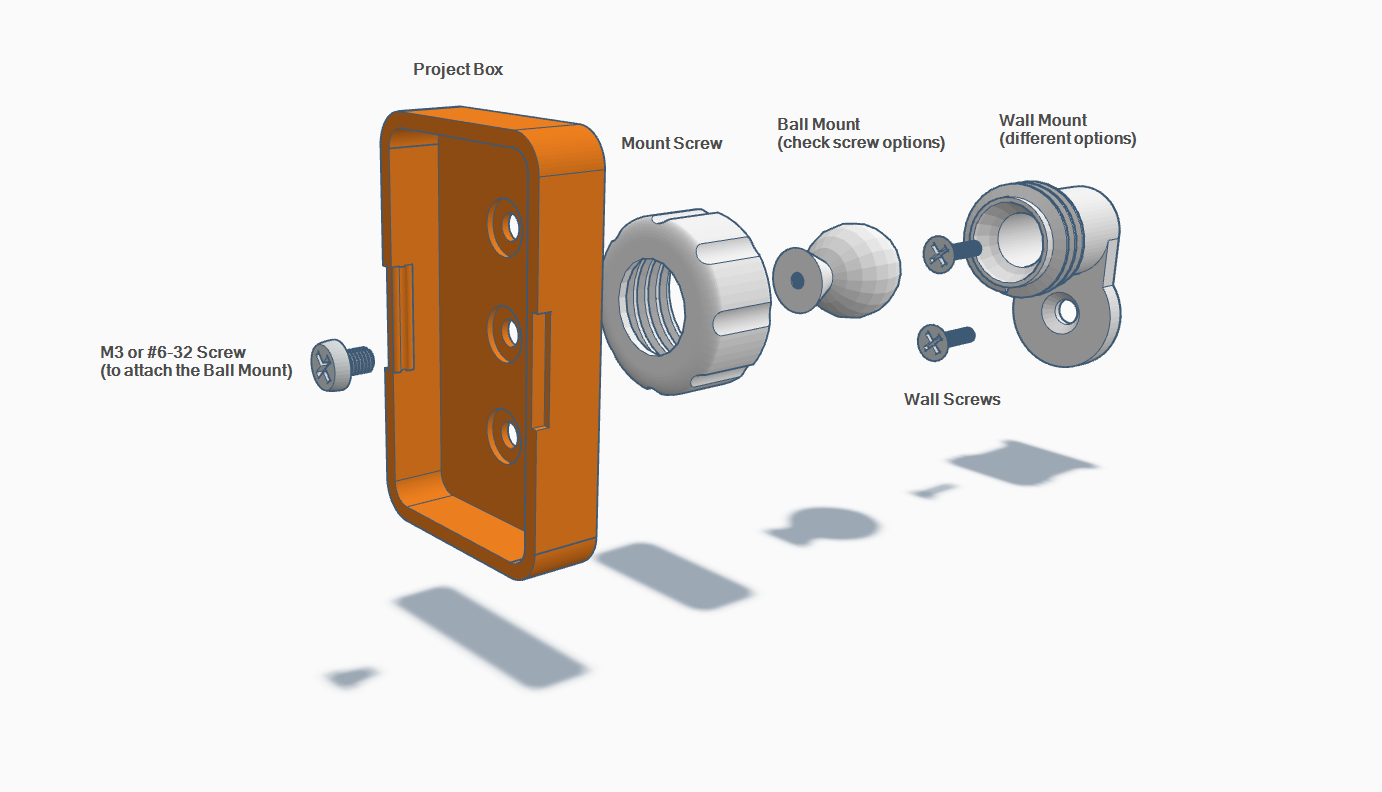 Project Box
Mount Screw
Ball Mount
(check screw options)
Wall Mount
(different options)
M3 or #6-32 Screw
(to attach the Ball Mount)
Wall Screws